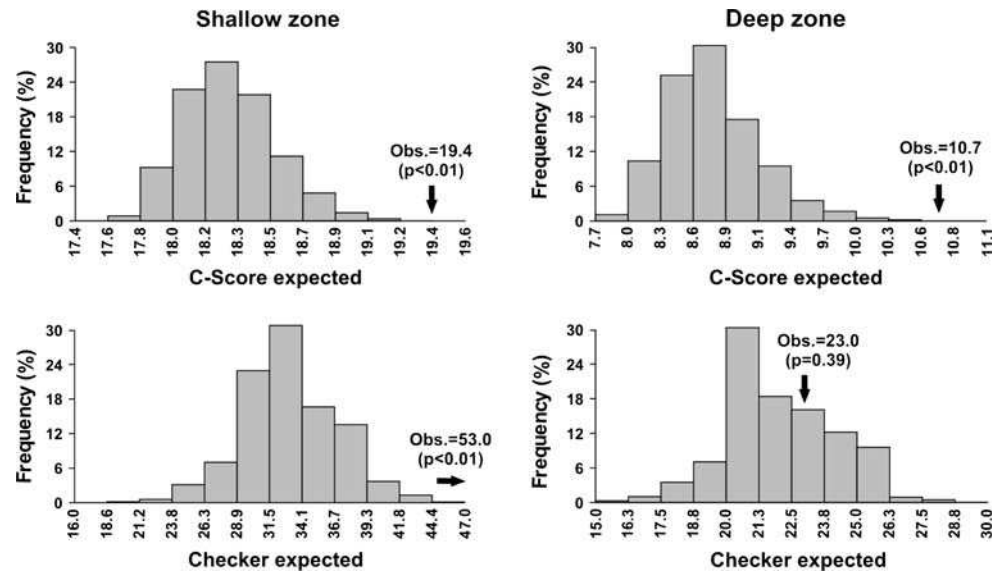 Shallow zone
Frequency (%)
30
24
18
12
6
0
Obs.=19.4
(p<0.01)
17.4 17.6 17.8 18.0 18.2 18.3 18.5 18.7 18.9 19.1 19.2 19.4 19.6
C-Score expected
Deep zone
Frequency (%)
30
24
18
12
6
0
Obs.=10.7
(p<0.01)
7.7 8.0 8.3 8.6 8.9 9.1 9.4 9.7 10.0 10.3 10.6 10.8 11.1
C-Score expected
Frequency (%)
30
24
18
12
6
0
Obs.=53.0
(p<0.01)
16.0 18.6 21.2 23.8 26.3 28.9 31.5 34.1 36.7 39.3 41.8 44.4 47.0
Checker expected
Frequency (%)
30
24
18
12
6
0
Obs.=23.0
(p=0.39)
15.0 16.3 17.5 18.8 20.0 21.3 22.5 23.8 25.0 26.3 27.5 28.8 30.0
Checker expected